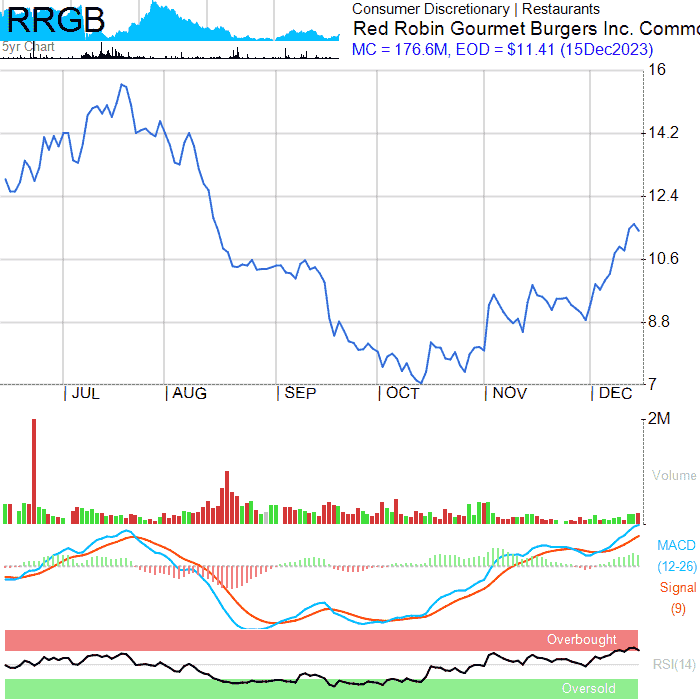 RRGB
5yr Chart
Consumer Discretionary | Restaurants
Red Robin Gourmet Burgers Inc. Commo
MC = 176.6M, EOD = $11.41 (15Dec2023)
16
14.2
12.4
10.6
8.8
7
| JUL | AUG | SEP | OCT | NOV | DEC
2M
Volume
MACD
(12-26)
Signal
(9)
Overbought
RSI(14)
Oversold